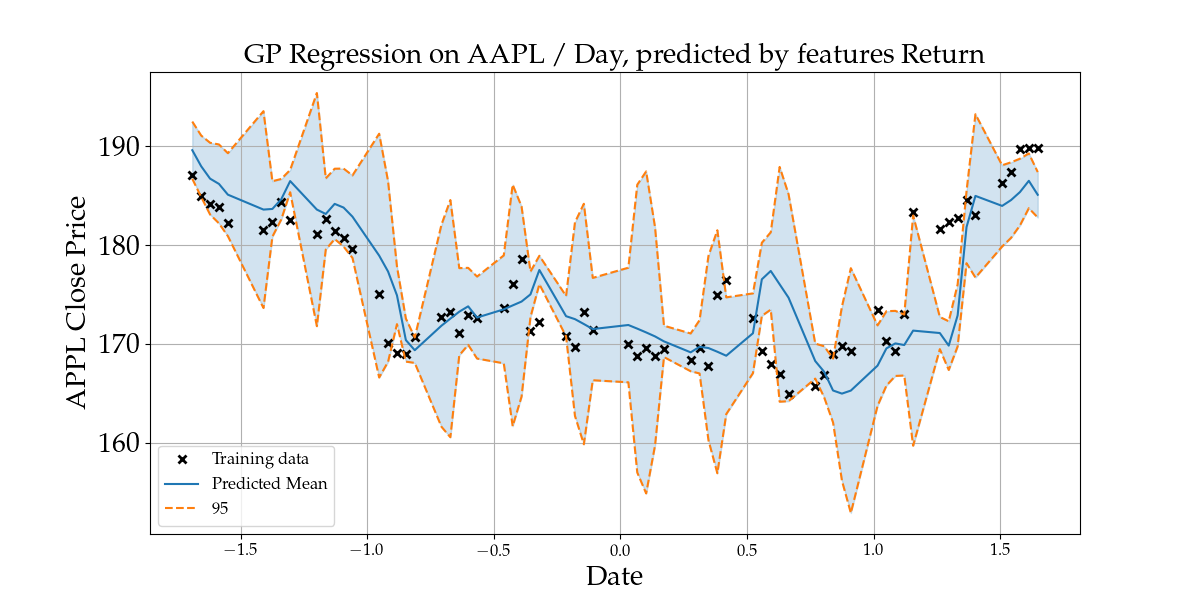 GP Regression on AAPL / Day, predicted by features Return
APPL Close Price
190
180
170
160
Training data
Predicted Mean
95
−1.5 −1.0 −0.5 0.0 0.5 1.0 1.5
Date